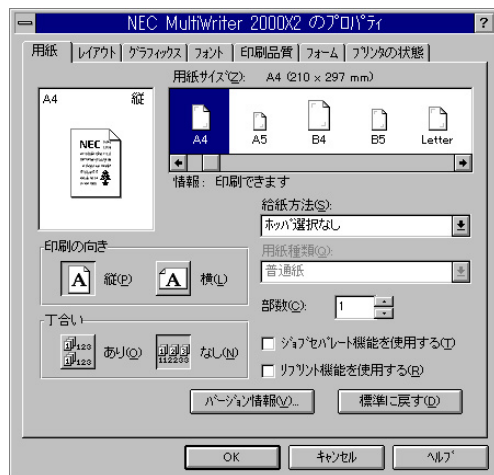 NEC MultiWriter 2000X2 のﾌﾟﾛﾊﾟﾃｨ
?
用紙 ﾚｲｱｳﾄ ｸﾞﾗﾌｨｯｸｽ ﾌｫﾝﾄ 印刷品質 ﾌｫｰﾑ ﾌﾟﾘﾝﾀの状態
用紙ｻｲｽﾞ(Z): A4 (210 x 297 mm)
A4 縦
NEC
A4 A5 B4 B5 Letter
情報: 印刷できます
給紙方法(S):
ﾎｯﾊﾟ選択なし
印刷の向き
用紙種類(O):
A 縦(P) A 横(L)
普通紙
部数(C): 1
丁合い
123 123 あり(O) 112233 なし(N)
ｼﾞｮﾌﾞｾﾊﾟﾚｰﾄ機能を使用する(T)
ﾘﾌﾟﾘﾝﾄ機能を使用する(R)
ﾊﾞｰｼﾞｮﾝ情報(V)... 標準に戻す(D)
OK ｷｬﾝｾﾙ ﾍﾙﾌﾟ